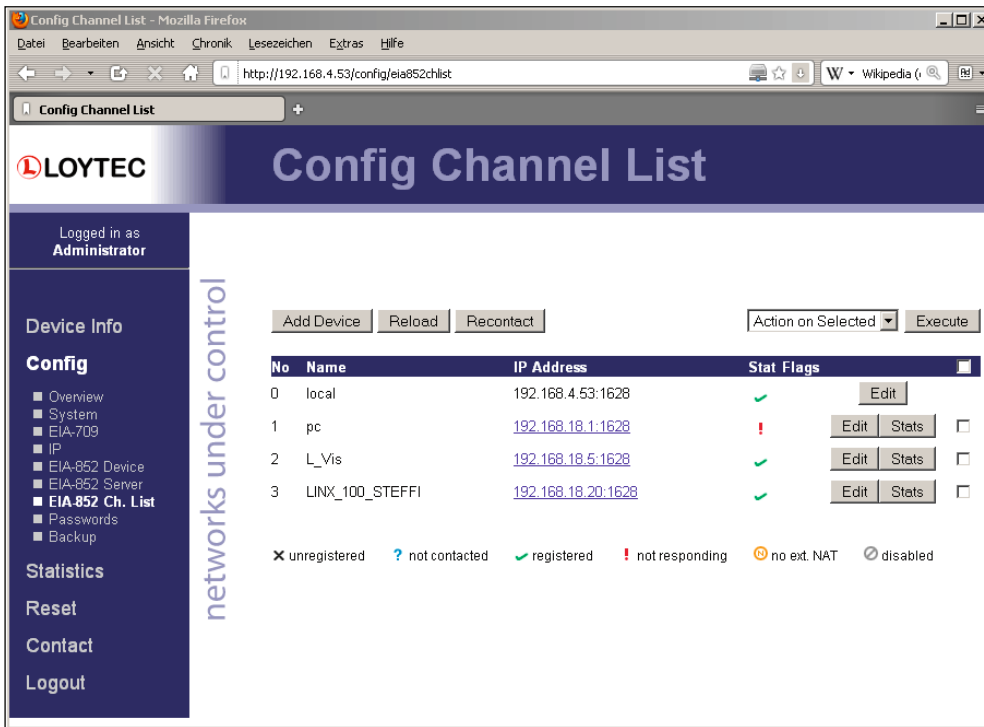 Config Channel List - Mozilla Firefox
Datei Bearbeiten Ansicht Chronik Lesezeichen Extras Hilfe
http://192.168.4.53/config/eia852chlist W Wikipedia (
Config Channel List
LOYTEC Config Channel List
Logged in as
Administrator
Device Info
Config
Overview
System
EIA-709
IP
EIA-852 Device
EIA-852 Server
EIA-852 Ch. List
Passwords
Backup
Statistics
Reset
Contact
Logout
networks under control
Add Device Reload Recontact Action on Selected Execute
No Name IP Address Stat Flags
0 local 192.168.4.53:1628 Edit
1 pc 192.168.18.1:1628 ! Edit Stats
2 L_Vis 192.168.18.5:1628 Edit Stats
3 LINX_100_STEFFI 192.168.18.20:1628 Edit Stats
unregistered ? not contacted registered ! not responding N no ext. NAT disabled